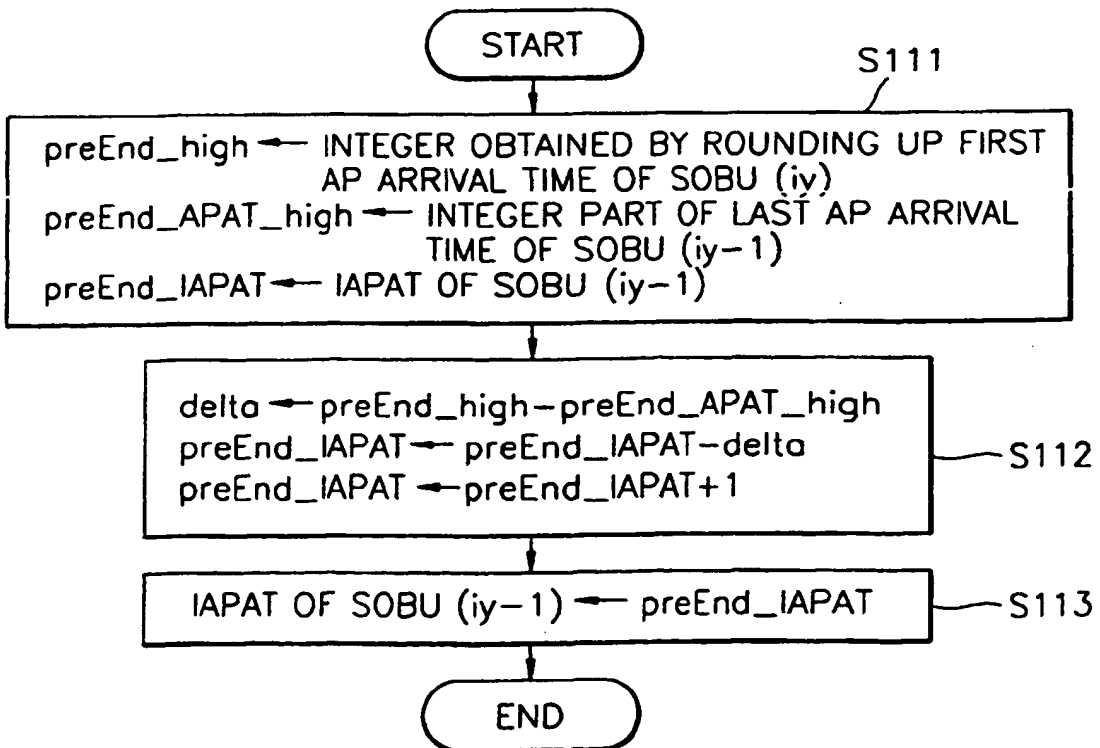 START
S111
preEnd_high ← INTEGER OBTAINED BY ROUNDING UP FIRST
AP ARRIVAL TIME OF SOBU (iy)
preEnd_APAT_high ← INTEGER PART OF LAST AP ARRIVAL
TIME OF SOBU (iy-1)
preEnd_IAPAT ← IAPAT OF SOBU (iy-1)
delta ← preEnd_high-preEnd_APAT_high
preEnd_IAPAT ← preEnd_IAPAT-delta
preEnd_IAPAT ← preEnd_IAPAT+1
S112
IAPAT OF SOBU (iy-1) ← preEnd_IAPAT
S113
END